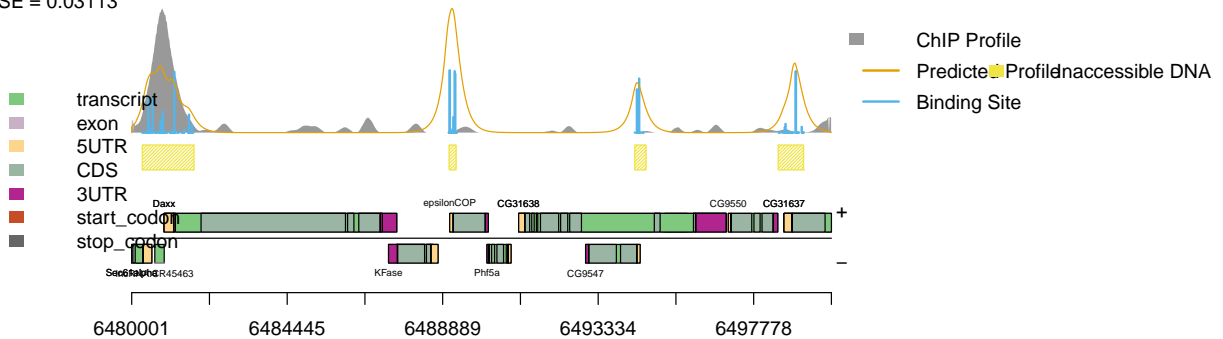 SE = 0.03113
ChIP Profile
Predicted Profile
Inaccessible DNA
Binding Site
transcript
exon
5UTR
CDS
3UTR
start_codon
stop_codon
Daxx
epsilonCOP
CG31638
CG9550
CG31637
+
CR45463
KFase
Phf5a
CG9547
–
6480001
6484445
6488889
6493334
6497778